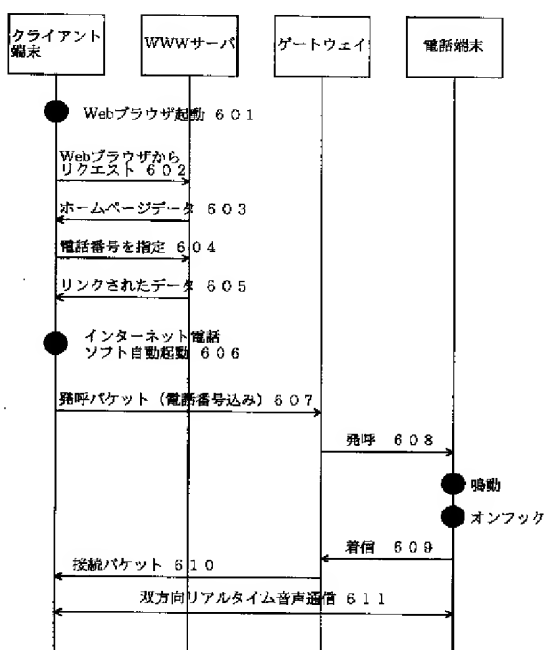 クライアント
端末
WWWサーバ
ゲートウェイ
電話端末
Webブラウザ起動 ６０１
Webブラウザから
リクエスト ６０２
ホームページデータ ６０３
電話番号を指定 ６０４
リンクされたデータ ６０５
インターネット電話
ソフト自動起動 ６０６
発呼パケット（電話番号込み）６０７
発呼 ６０８
鳴動
オンフック
着信 ６０９
接続パケット ６１０
双方向リアルタイム音声通信 ６１１